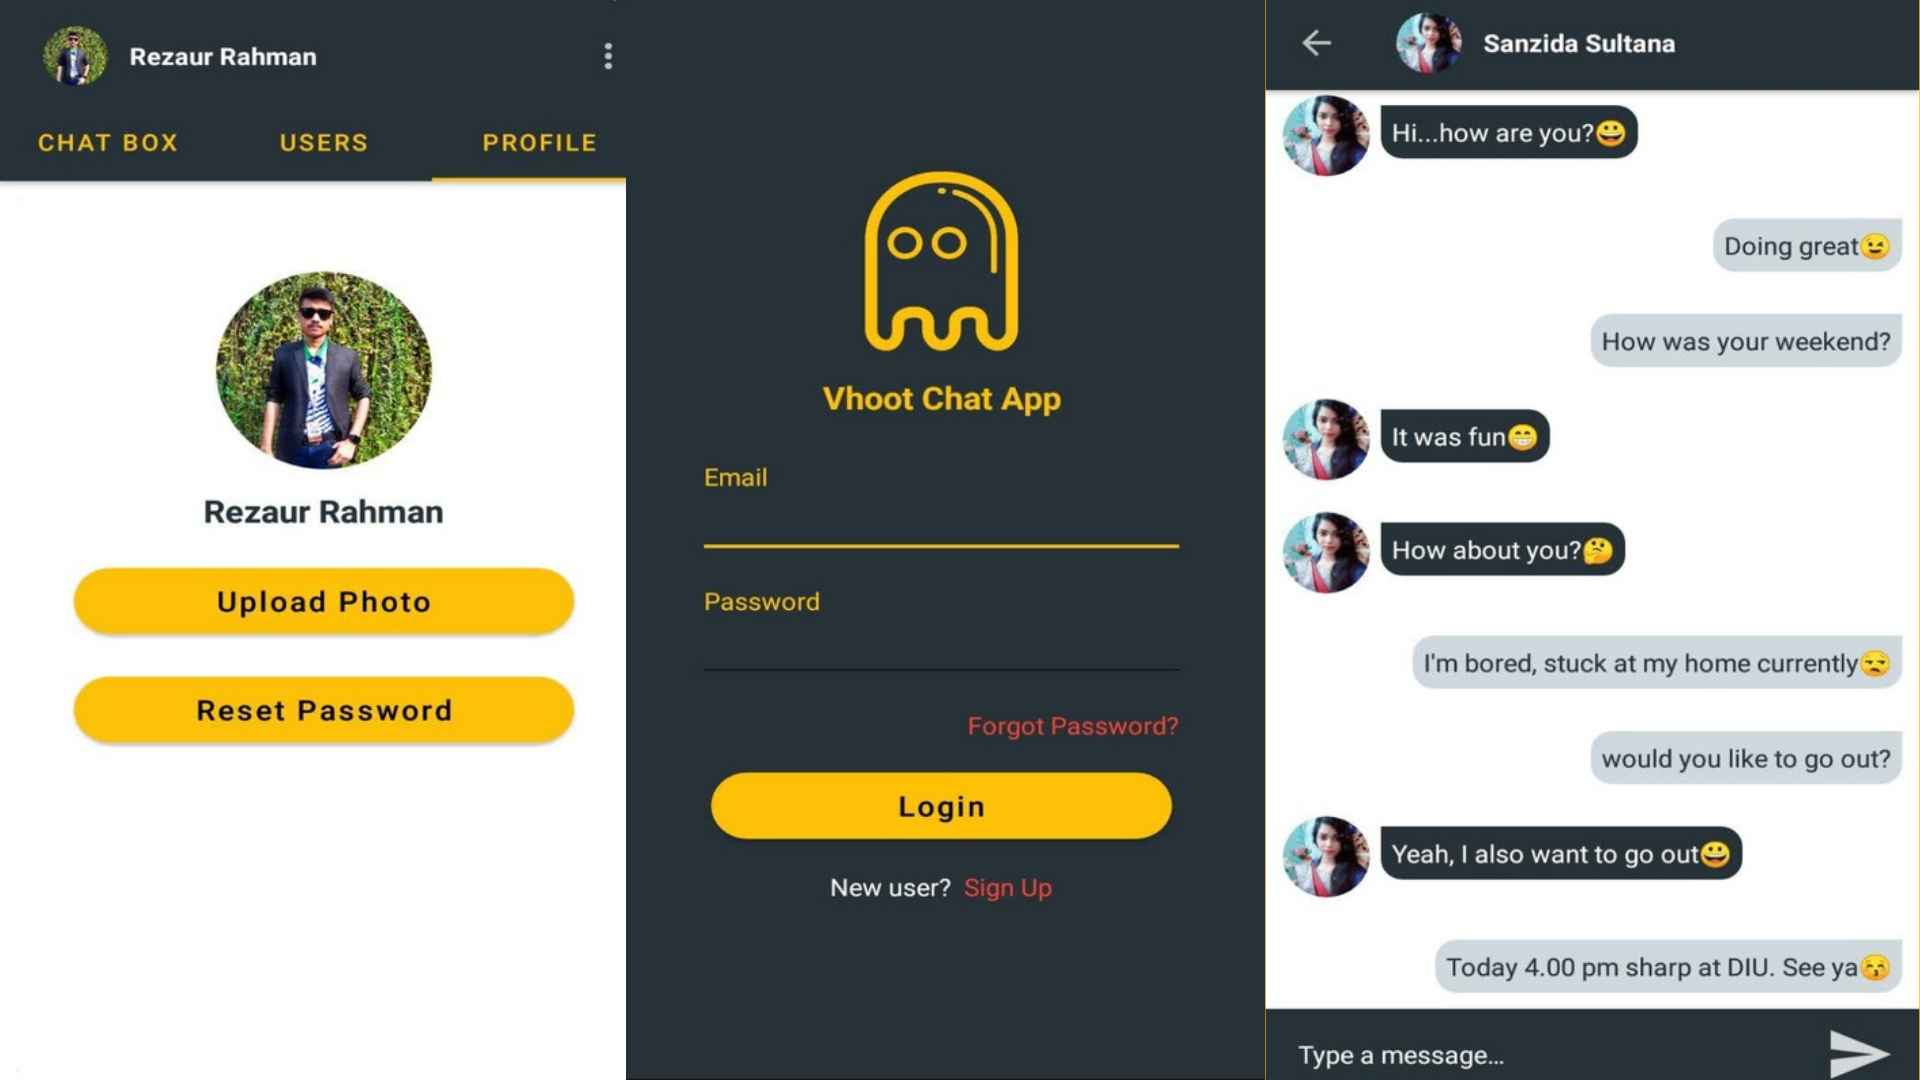 Rezaur Rahman
CHAT BOX
USERS
PROFILE
Rezaur Rahman
Upload Photo
Reset Password
Vhoot Chat App
Email
Password
Forgot Password?
Login
New user? Sign Up
Sanzida Sultana
Hi...how are you?😀
Doing great😉
How was your weekend?
It was fun😁
How about you?🤔
I'm bored, stuck at my home currently😒
would you like to go out?
Yeah, I also want to go out😀
Today 4.00 pm sharp at DIU. See ya😚
Type a message...